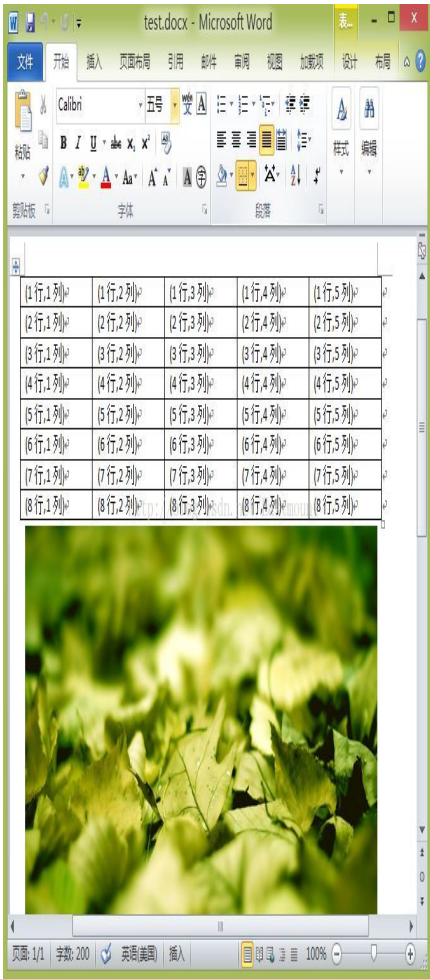 test.docx - Microsoft Word
表...
文件 开始 插入 页面布局 引用 邮件 审阅 视图 加载项 设计 布局
粘贴
Calibri 五号 wén 文 A
B I U abc x₂ x² 
A ab A Aa A A A 字
样式 编辑
剪贴板 字体 段落
(1行,1列) (1行,2列) (1行,3列) (1行,4列) (1行,5列)
(2行,1列) (2行,2列) (2行,3列) (2行,4列) (2行,5列)
(3行,1列) (3行,2列) (3行,3列) (3行,4列) (3行,5列)
(4行,1列) (4行,2列) (4行,3列) (4行,4列) (4行,5列)
(5行,1列) (5行,2列) (5行,3列) (5行,4列) (5行,5列)
(6行,1列) (6行,2列) (6行,3列) (6行,4列) (6行,5列)
(7行,1列) (7行,2列) (7行,3列) (7行,4列) (7行,5列)
(8行,1列) (8行,2列) (8行,3列) (8行,4列) (8行,5列)
页面: 1/1 字数: 200 英语(美国) 插入 100%